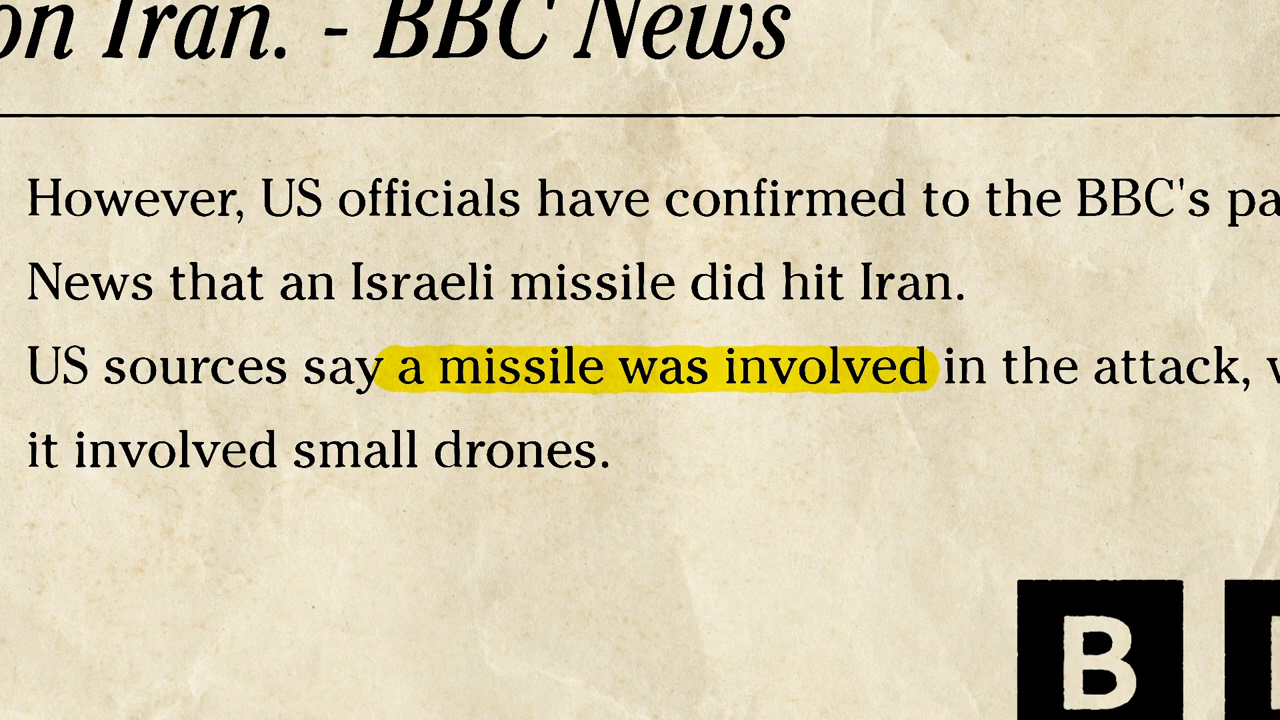 on Iran. - BBC News
However, US officials have confirmed to the BBC's
News that an Israeli missile did hit Iran.
US sources say a missile was involved in the attack,
it involved small drones.
B